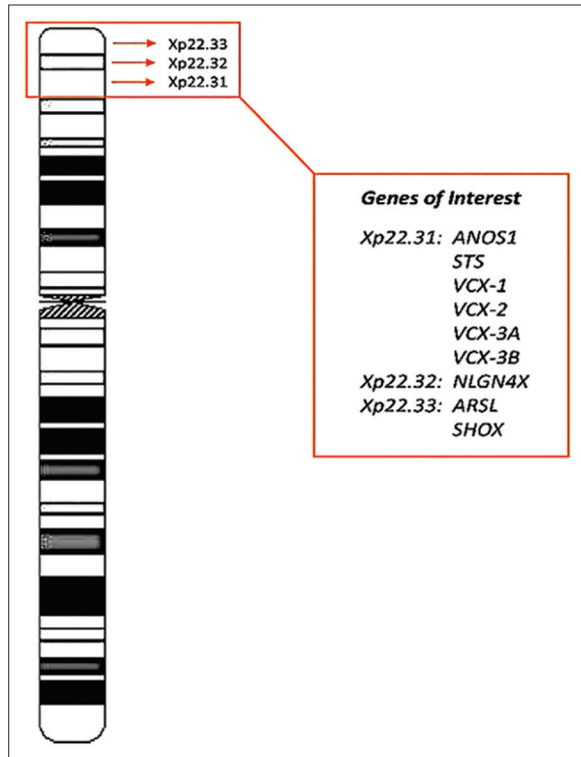 Xp22.33
Xp22.32
Xp22.31
Genes of Interest
Xp22.31: ANOS1
STS
VCX-1
VCX-2
VCX-3A
VCX-3B
Xp22.32: NLGN4X
Xp22.33: ARSL
SHOX